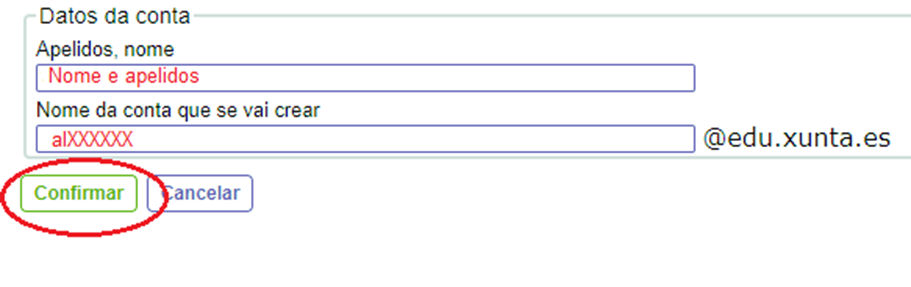 Datos da conta
Apelidos, nome
Nome e apelidos
Nome da conta que se vai crear
alXXXXXX @edu.xunta.es
Confirmar Cancelar